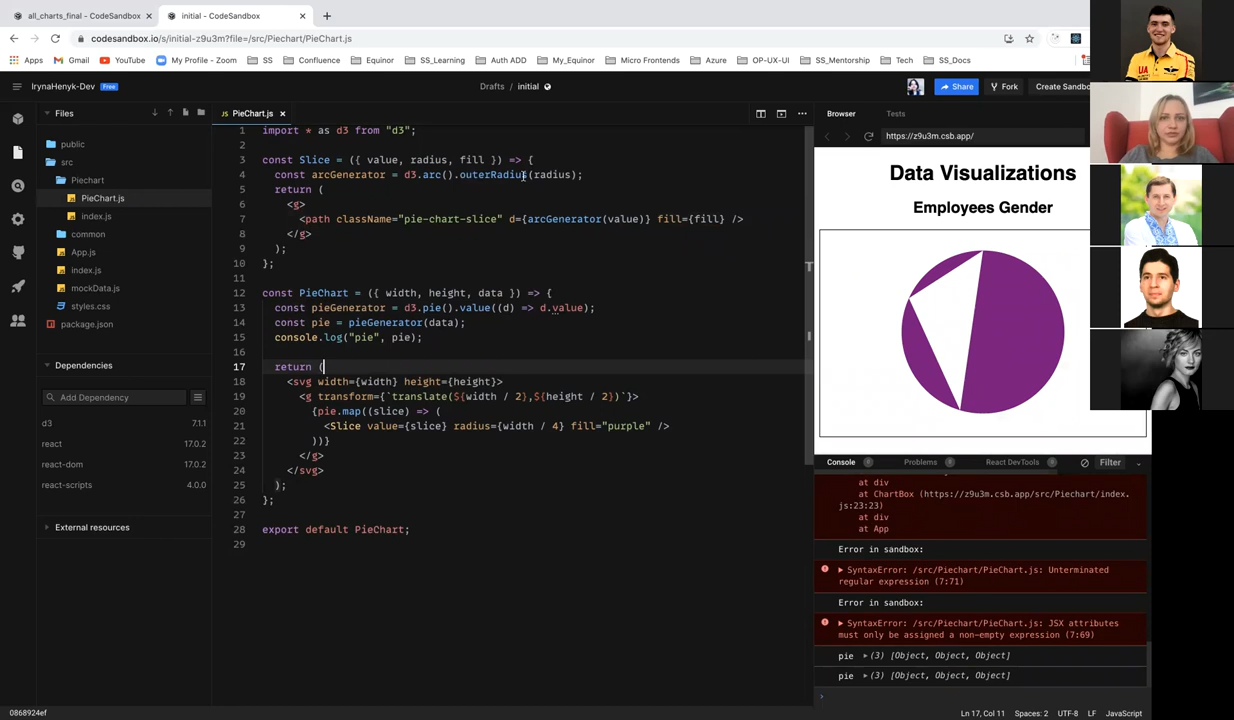 all_charts_final - CodeSandbox
initial - CodeSandbox
codesandbox.io/s/initial-z9u3m?file=/src/Piechart/PieChart.js
Apps
Gmail
YouTube
My Profile - Zoom
SS
Confluence
Equinor
SS_Learning
Auth ADD
My_Equinor
Micro Frontends
Azure
OP-UX-UI
SS_Mentorship
Tech
SS_Docs
IrynaHenyk-Dev Free
Drafts / initial
Share
Fork
Create Sandbo
Files
public
src
Piechart
PieChart.js
index.js
common
App.js
index.js
mockData.js
styles.css
package.json
Dependencies
Add Dependency
d3 7.1.1
react 17.0.2
react-dom 17.0.2
react-scripts 4.0.0
External resources
PieChart.js
1 import * as d3 from "d3";
2
3 const Slice = ({ value, radius, fill }) => {
4 const arcGenerator = d3.arc().outerRadius(radius);
5 return (
6 <g>
7 <path className="pie-chart-slice" d={arcGenerator(value)} fill={fill} />
8 </g>
9 );
10 };
11
12 const PieChart = ({ width, height, data }) => {
13 const pieGenerator = d3.pie().value((d) => d.value);
14 const pie = pieGenerator(data);
15 console.log("pie", pie);
16
17 return (
18 <svg width={width} height={height}>
19 <g transform={`translate(${width / 2},${height / 2})`}>
20 {pie.map((slice) => (
21 <Slice value={slice} radius={width / 4} fill="purple" />
22 ))}
23 </g>
24 </svg>
25 );
26 };
27
28 export default PieChart;
29
Browser
Tests
https://z9u3m.csb.app/
Data Visualizations
Employees Gender
UA
Console
Problems
React DevTools
Filter
at div
at ChartBox (https://z9u3m.csb.app/src/Piechart/index.
js:23:23)
at div
at App
Error in sandbox:
SyntaxError: /src/Piechart/PieChart.js: Unterminated
regular expression (7:71)
Error in sandbox:
SyntaxError: /src/Piechart/PieChart.js: JSX attributes
must only be assigned a non-empty expression (7:69)
pie ▶(3) [Object, Object, Object]
pie ▶(3) [Object, Object, Object]
0868924ef
Ln 17, Col 11
Spaces: 2
UTF-8
LF
JavaScript